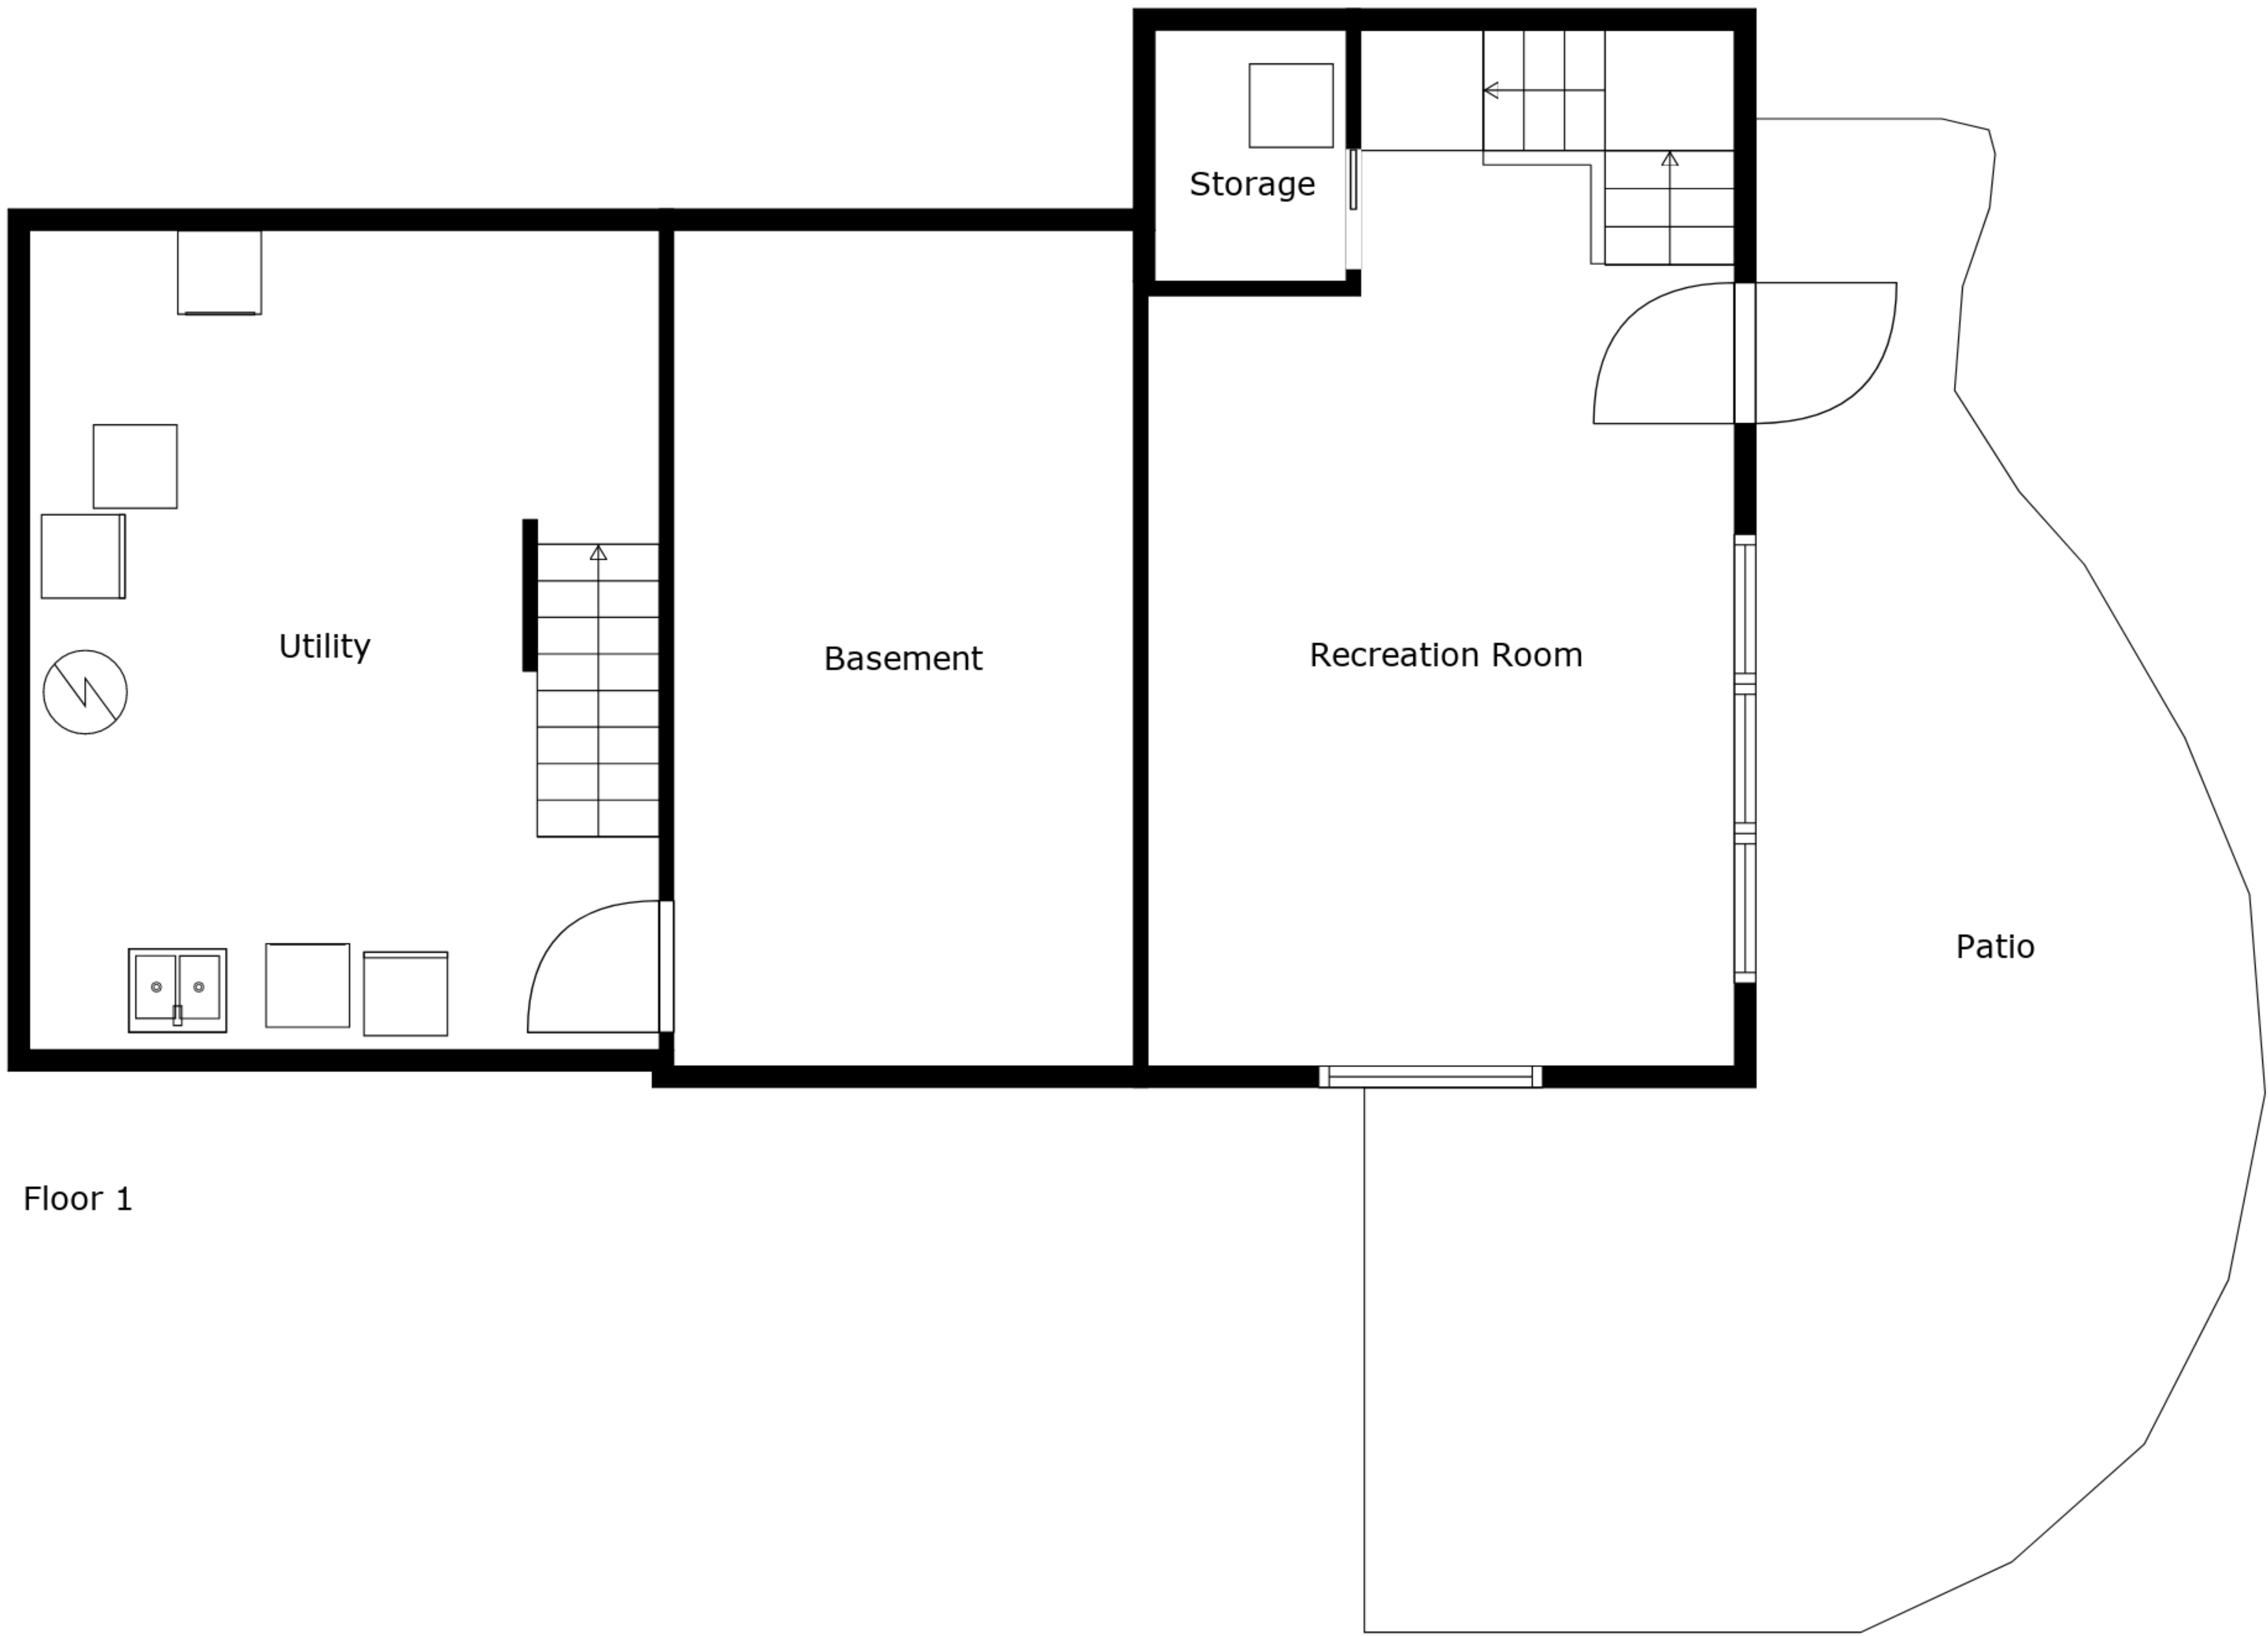 Storage
Utility
Basement
Recreation Room
Patio
Floor 1